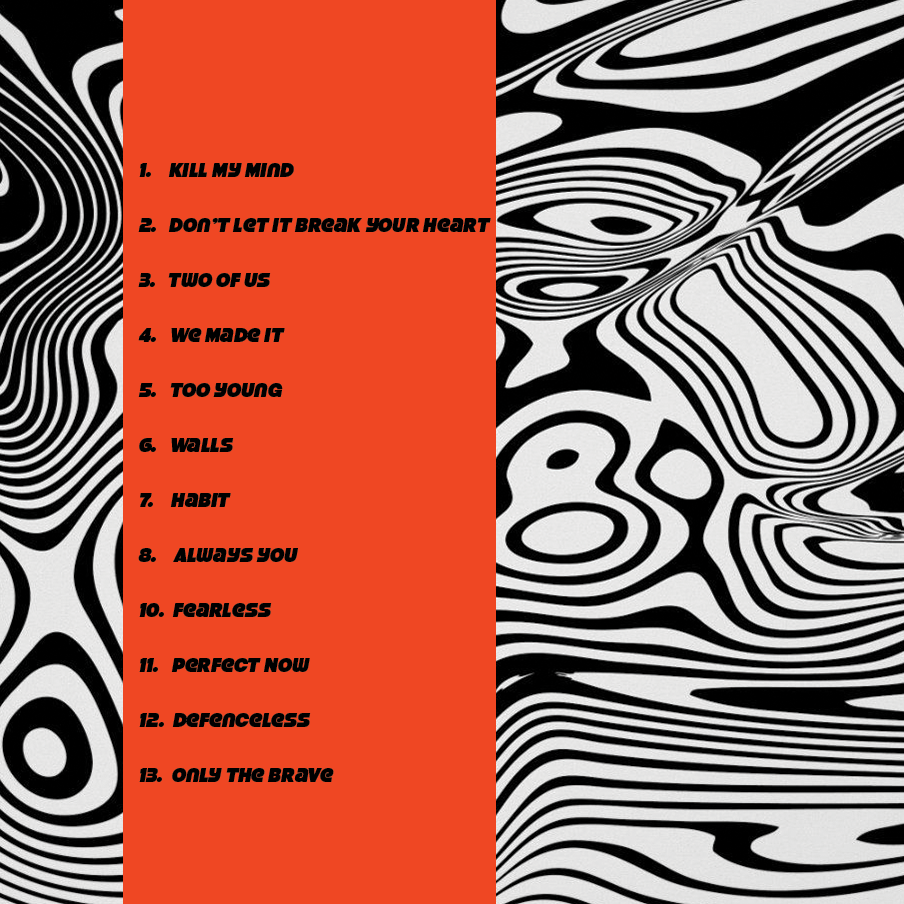 1. KILL MY MIND
2. DON'T LET IT BREAK YOUR HEART
3. TWO OF US
4. WE MADE IT
5. TOO YOUNG
6. WALLS
7. HABIT
8. ALWAYS YOU
10. FEARLESS
11. PERFECT NOW
12. DEFENCELESS
13. ONLY THE BRAVE